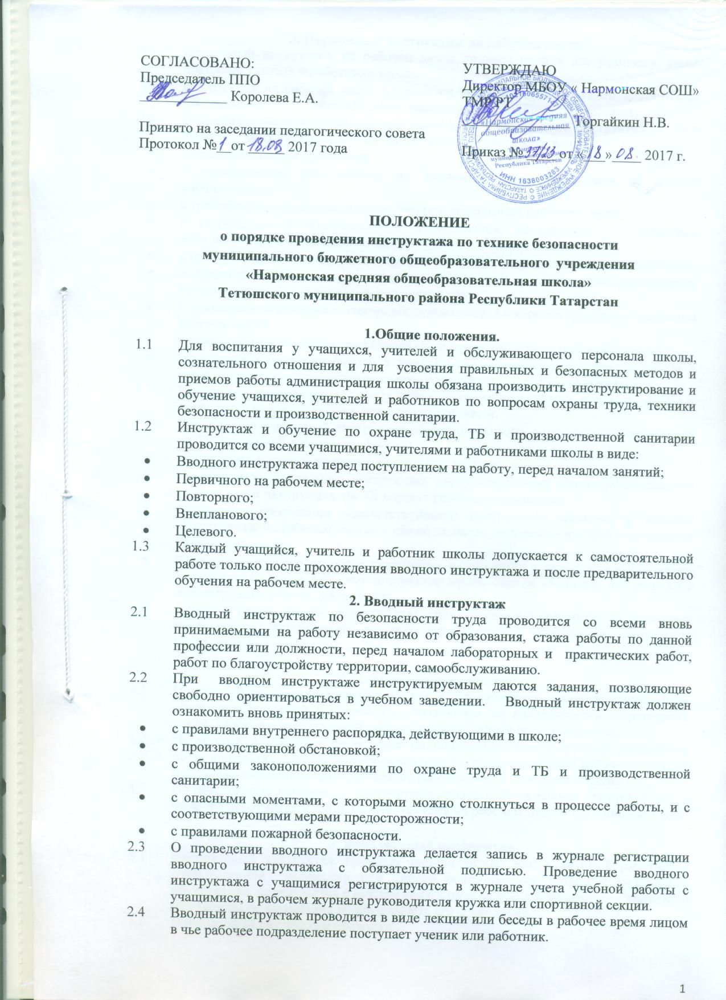 СОГЛАСОВАНО:
Председатель ППО
____________ Королева Е.А.
Принято на заседании педагогического совета
Протокол № 1 от 18.08 2017 года
УТВЕРЖДАЮ
Директор МБОУ « Нармонская СОШ»
ТМР РТ
Торгайкин Н.В.
Приказ № 37/23 от « 18 » 08. 2017 г.
«Нармонская средняя
общеобразовательная
школа»
Республики Татарстан
ИНН 1638003283
ПОЛОЖЕНИЕ
о порядке проведения инструктажа по технике безопасности
муниципального бюджетного общеобразовательного учреждения
«Нармонская средняя общеобразовательная школа»
Тетюшского муниципального района Республики Татарстан
1.Общие положения.
1.1 Для воспитания у учащихся, учителей и обслуживающего персонала школы,
сознательного отношения и для усвоения правильных и безопасных методов и
приемов работы администрация школы обязана производить инструктирование и
обучение учащихся, учителей и работников по вопросам охраны труда, техники
безопасности и производственной санитарии.
1.2 Инструктаж и обучение по охране труда, ТБ и производственной санитарии
проводится со всеми учащимися, учителями и работниками школы в виде:
• Вводного инструктажа перед поступлением на работу, перед началом занятий;
• Первичного на рабочем месте;
• Повторного;
• Внепланового;
• Целевого.
1.3 Каждый учащийся, учитель и работник школы допускается к самостоятельной
работе только после прохождения вводного инструктажа и после предварительного
обучения на рабочем месте.
2. Вводный инструктаж
2.1 Вводный инструктаж по безопасности труда проводится со всеми вновь
принимаемыми на работу независимо от образования, стажа работы по данной
профессии или должности, перед началом лабораторных и практических работ,
работ по благоустройству территории, самообслуживанию.
2.2 При вводном инструктаже инструктируемым даются задания, позволяющие
свободно ориентироваться в учебном заведении. Вводный инструктаж должен
ознакомить вновь принятых:
• с правилами внутреннего распорядка, действующими в школе;
• с производственной обстановкой;
• с общими законоположениями по охране труда и ТБ и производственной
санитарии;
• с опасными моментами, с которыми можно столкнуться в процессе работы, и с
соответствующими мерами предосторожности;
• с правилами пожарной безопасности.
2.3 О проведении вводного инструктажа делается запись в журнале регистрации
вводного инструктажа с обязательной подписью. Проведение вводного
инструктажа с учащимися регистрируются в журнале учета учебной работы с
учащимися, в рабочем журнале руководителя кружка или спортивной секции.
2.4 Вводный инструктаж проводится в виде лекции или беседы в рабочее время лицом
в чье рабочее подразделение поступает ученик или работник.
1